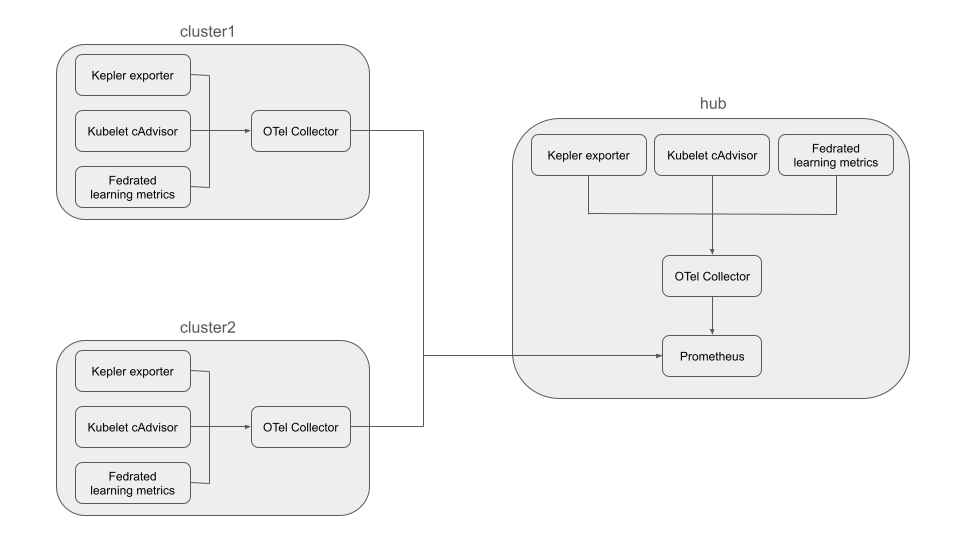 cluster1
Kepler exporter
Kubelet cAdvisor
OTel Collector
Fedrated
learning metrics
hub
Kepler exporter
Kubelet cAdvisor
Fedrated
learning metrics
OTel Collector
Prometheus
cluster2
Kepler exporter
Kubelet cAdvisor
OTel Collector
Fedrated
learning metrics